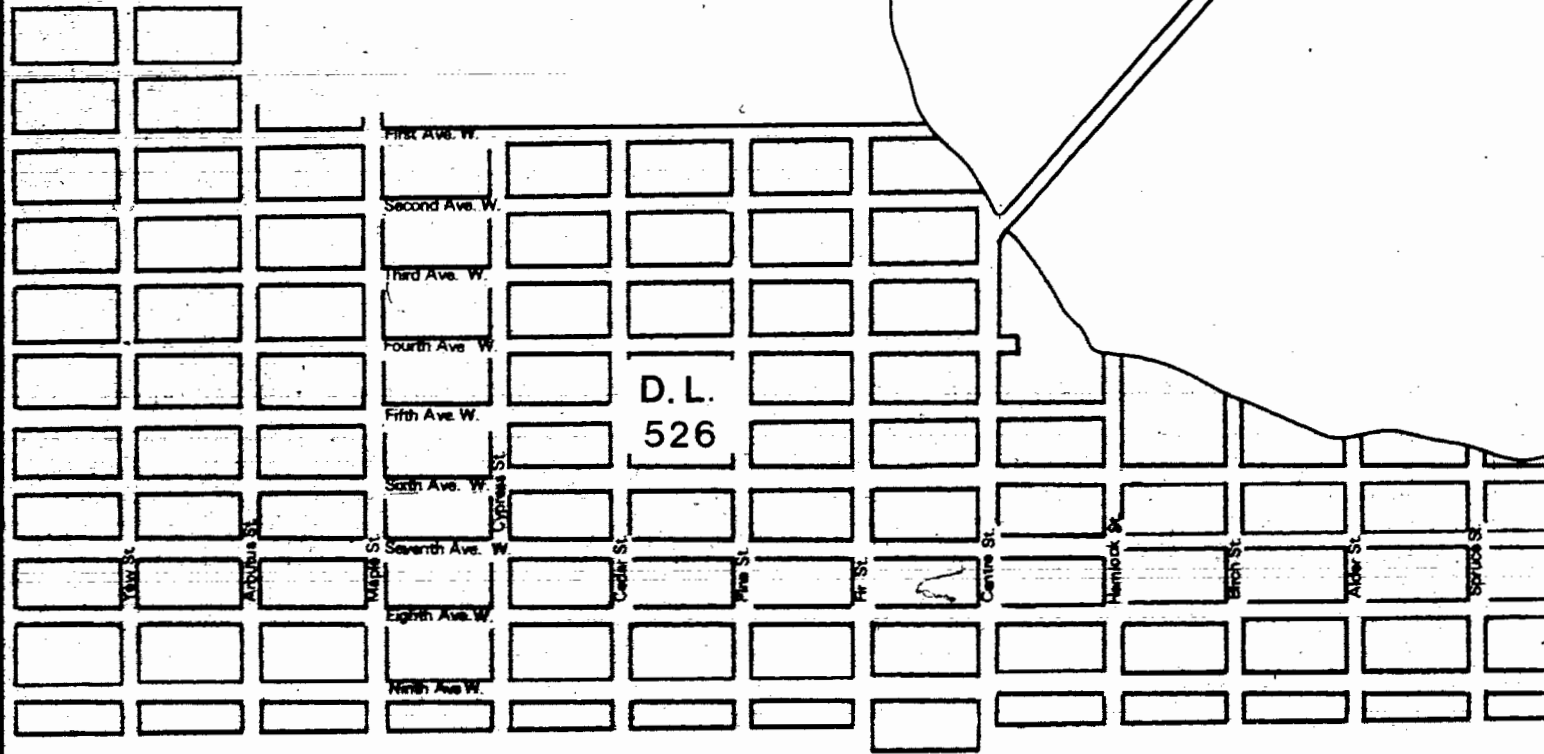 First Ave. W.
Second Ave. W.
Third Ave. W.
Fourth Ave W.
D. L.
526
Fifth Ave. W.
Sixth Ave. W.
Cypress St.
Seventh Ave. W.
Yew St.
Arbutus St.
Maple St.
Cedar St.
Pine St.
Fir St.
Centre St.
Hemlock St.
Birch St.
Alder St.
Spruce St.
Eighth Ave. W.
Ninth Ave W.